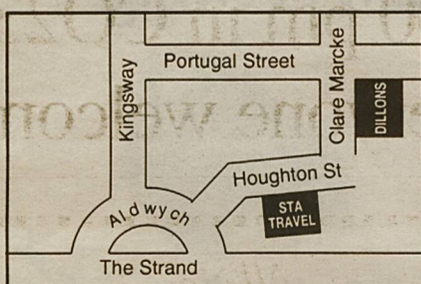 Portugal Street
Kingsway
Clare Marcke
DILLONS
Houghton St
Aldwych
STA
TRAVEL
The Strand